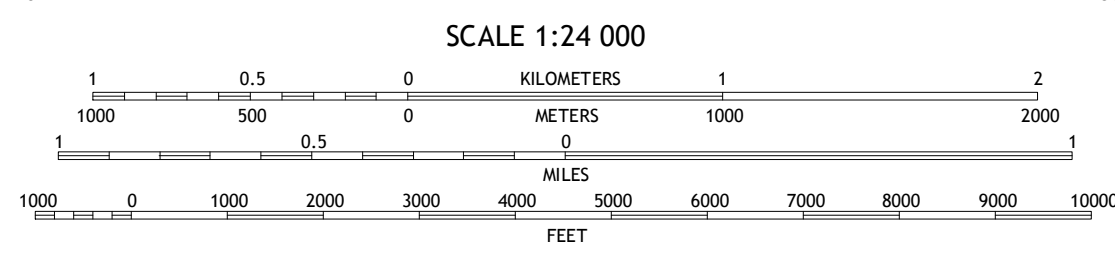 SCALE 1:24 000
1 0.5 0 KILOMETERS 1 2
1000 500 0 METERS 1000 2000
1 0.5 0 1
MILES
1000 0 1000 2000 3000 4000 5000 6000 7000 8000 9000 10000
FEET